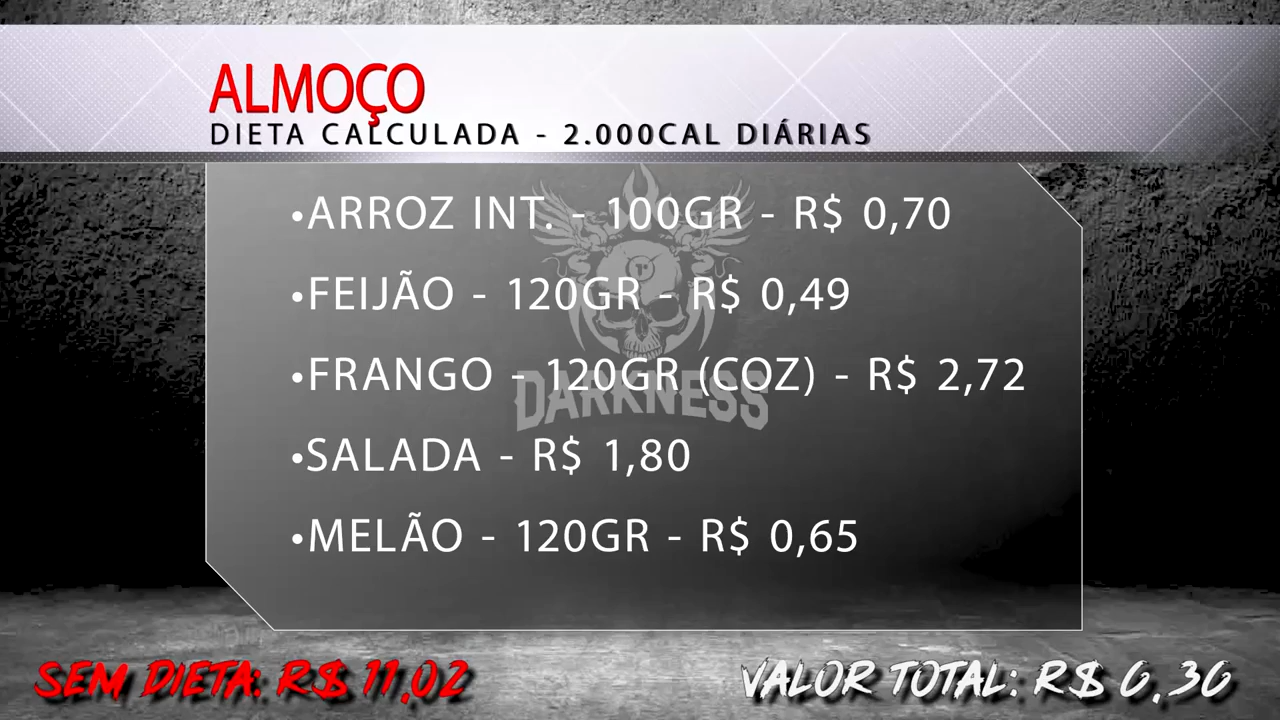 ALMOÇO
DIETA CALCULADA - 2.000CAL DIÁRIAS
•ARROZ INT. - 100GR - R$ 0,70
•FEIJÃO - 120GR - R$ 0,49
•FRANGO - 120GR (COZ) - R$ 2,72
DARKNESS
•SALADA - R$ 1,80
•MELÃO - 120GR - R$ 0,65
SEM DIETA: R$ 11,02
VALOR TOTAL: R$ 6,36